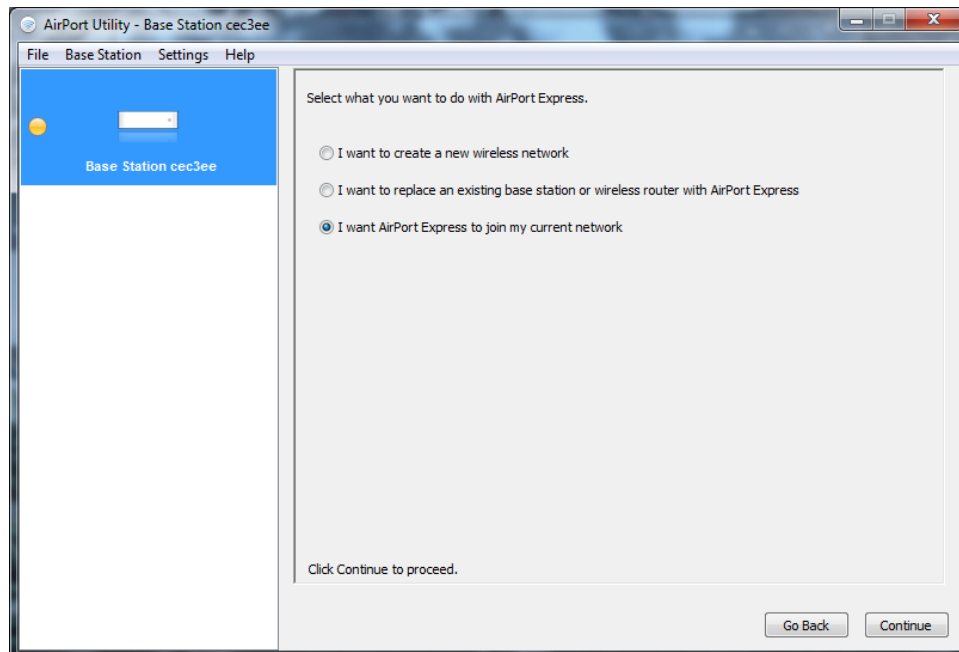 AirPort Utility - Base Station cec3ee
File Base Station Settings Help
Base Station cec3ee
Select what you want to do with AirPort Express.
I want to create a new wireless network
I want to replace an existing base station or wireless router with AirPort Express
I want AirPort Express to join my current network
Click Continue to proceed.
Go Back Continue